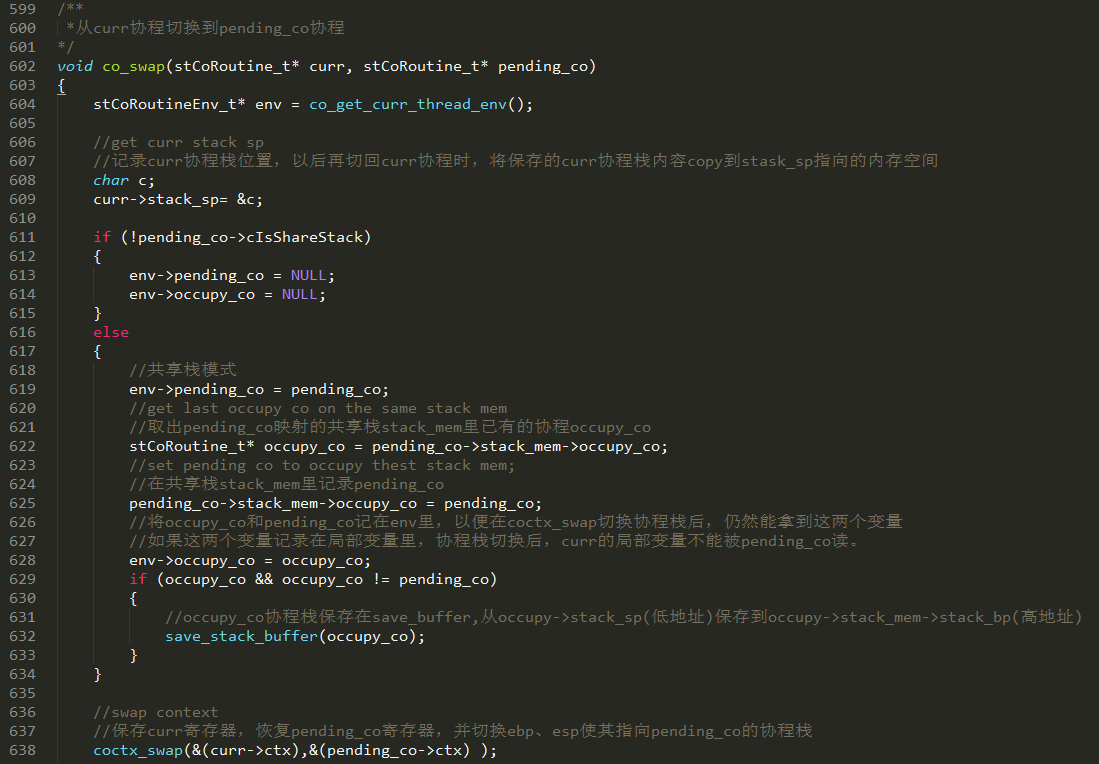 599 /**
600  *从curr协程切换到pending_co协程
601 */
602 void co_swap(stCoRoutine_t* curr, stCoRoutine_t* pending_co)
603 {
604     stCoRoutineEnv_t* env = co_get_curr_thread_env();
605
606     //get curr stack sp
607     //记录curr协程栈位置，以后再切回curr协程时，将保存的curr协程栈内容copy到stask_sp指向的内存空间
608     char c;
609     curr->stack_sp= &c;
610
611     if (!pending_co->cIsShareStack)
612     {
613         env->pending_co = NULL;
614         env->occupy_co = NULL;
615     }
616     else
617     {
618         //共享栈模式
619         env->pending_co = pending_co;
620         //get last occupy co on the same stack mem
621         //取出pending_co映射的共享栈stack_mem里已有的协程occupy_co
622         stCoRoutine_t* occupy_co = pending_co->stack_mem->occupy_co;
623         //set pending co to occupy thest stack mem;
624         //在共享栈stack_mem里记录pending_co
625         pending_co->stack_mem->occupy_co = pending_co;
626         //将occupy_co和pending_co记在env里，以便在coctx_swap切换协程栈后，仍然能拿到这两个变量
627         //如果这两个变量记录在局部变量里，协程栈切换后，curr的局部变量不能被pending_co读。
628         env->occupy_co = occupy_co;
629         if (occupy_co && occupy_co != pending_co)
630         {
631             //occupy_co协程栈保存在save_buffer,从occupy->stack_sp(低地址)保存到occupy->stack_mem->stack_bp(高地址)
632             save_stack_buffer(occupy_co);
633         }
634     }
635
636     //swap context
637     //保存curr寄存器，恢复pending_co寄存器，并切换ebp、esp使其指向pending_co的协程栈
638     coctx_swap(&(curr->ctx),&(pending_co->ctx) );